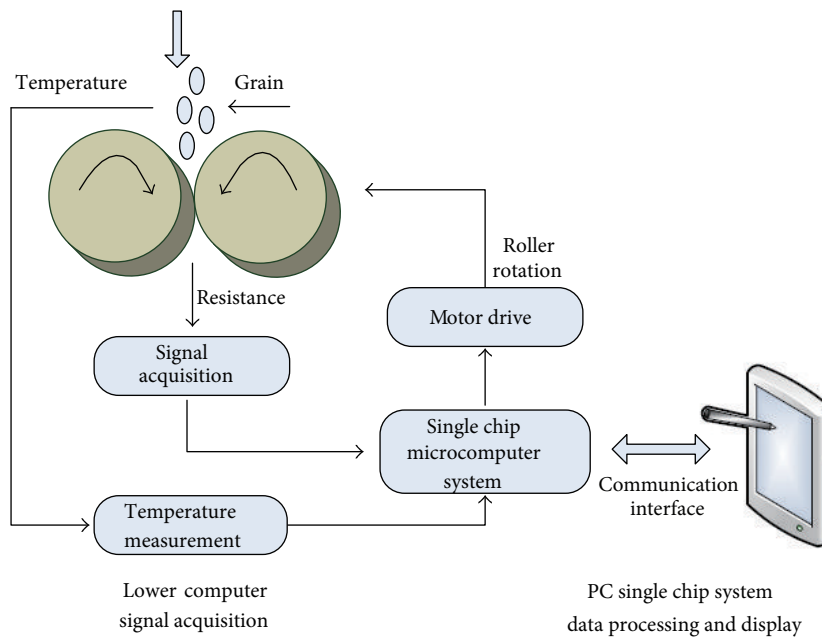 Temperature
Grain
Roller
rotation
Resistance
Motor drive
Signal
acquisition
Single chip
microcomputer
system
Communication
interface
Temperature
measurement
Lower computer
signal acquisition
PC single chip system
data processing and display